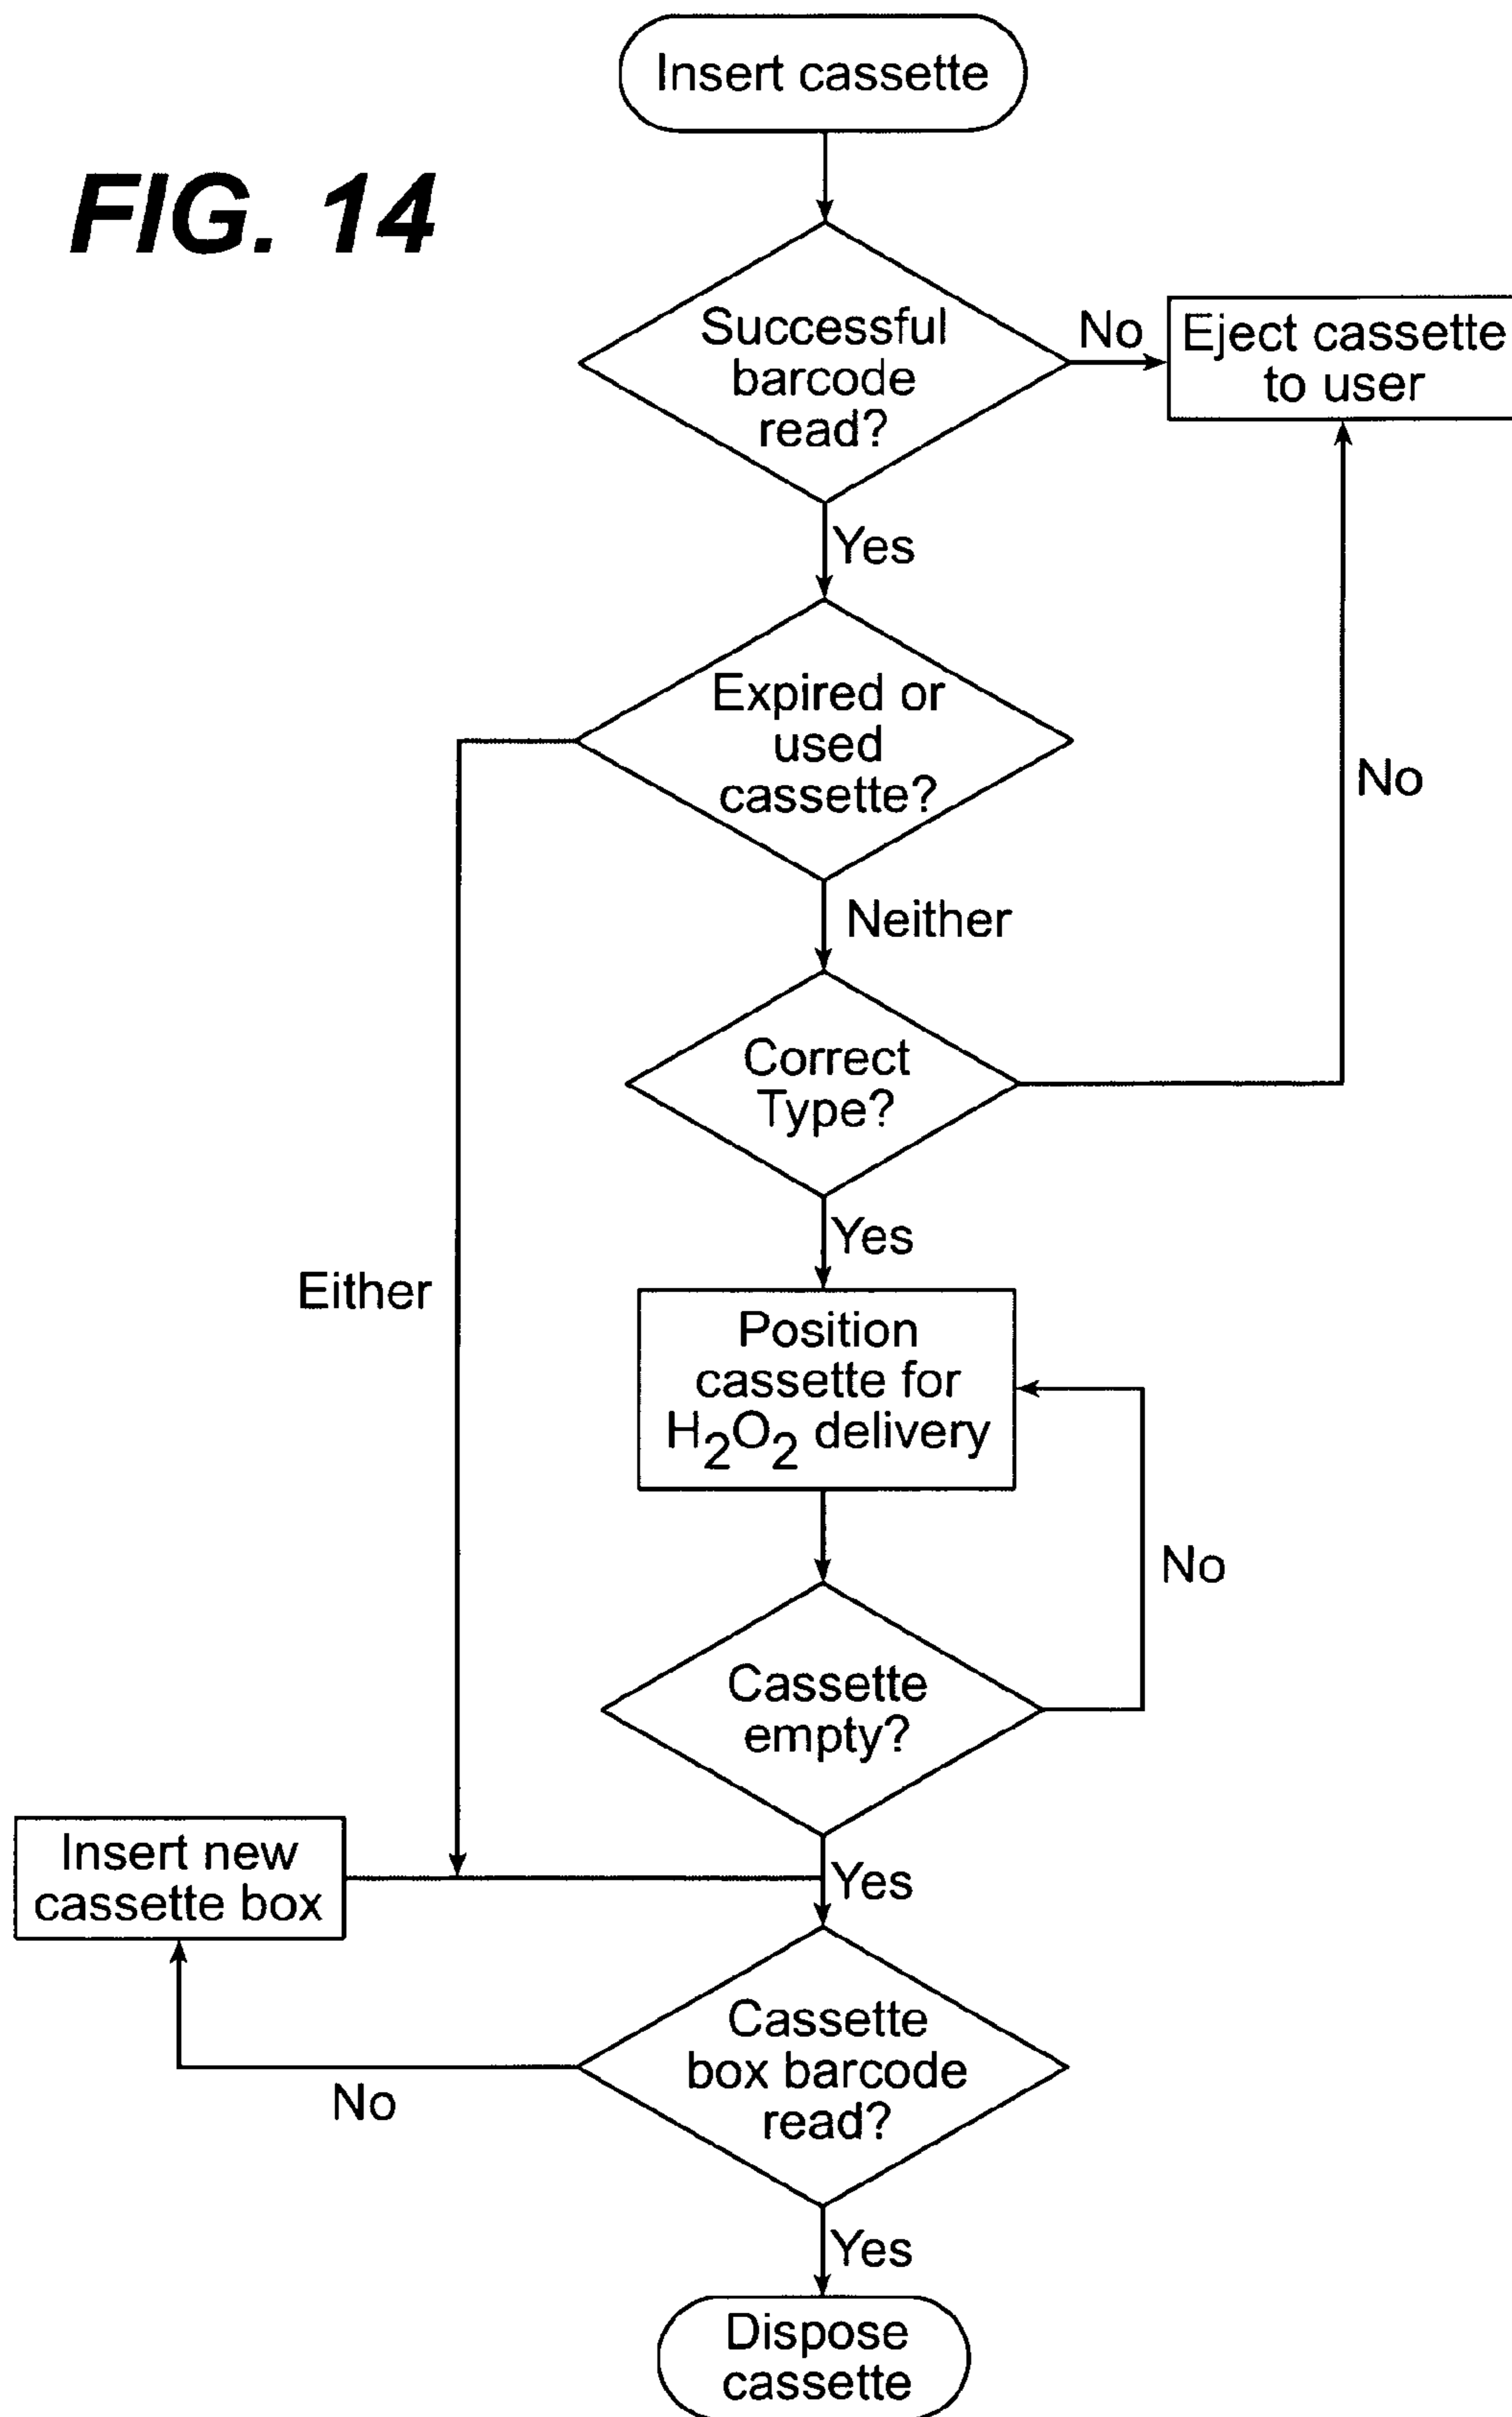 Insert cassette
FIG. 14
Successful
barcode
read?
No
Eject cassette
to user
Yes
Expired or
used
cassette?
No
Neither
Correct
Type?
Yes
Either
Position
cassette for
H₂O₂ delivery
No
Cassette
empty?
Insert new
cassette box
Yes
Cassette
box barcode
read?
No
Yes
Dispose
cassette